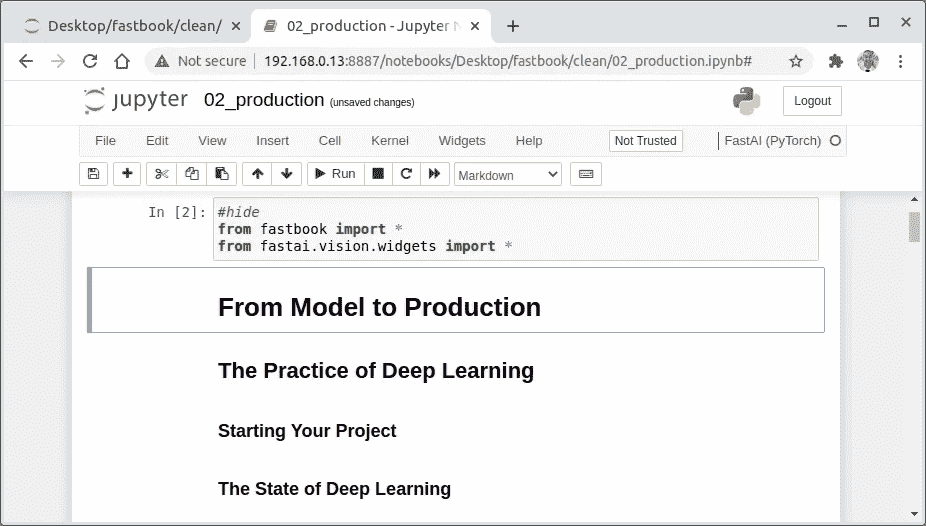 Desktop/fastbook/clean/
02_production - Jupyter N
Not secure 192.168.0.13:8887/notebooks/Desktop/fastbook/clean/02_production.ipynb#
jupyter 02_production (unsaved changes) Logout
File Edit View Insert Cell Kernel Widgets Help Not Trusted FastAI (PyTorch)
Run Markdown
In [2]: #hide
from fastbook import *
from fastai.vision.widgets import *
From Model to Production
The Practice of Deep Learning
Starting Your Project
The State of Deep Learning